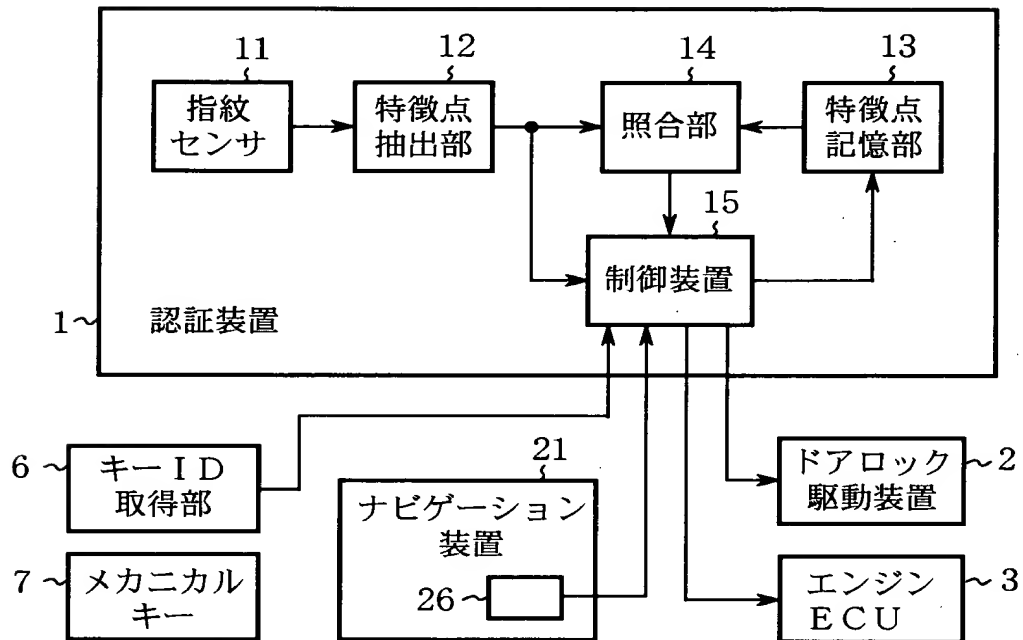 11
指紋
センサ
12
特徴点
抽出部
14
照合部
13
特徴点
記憶部
15
制御装置
1
認証装置
6
キーＩＤ
取得部
21
ナビゲーション
装置
26
2
ドアロック
駆動装置
7
メカニカル
キー
3
エンジン
ＥＣＵ